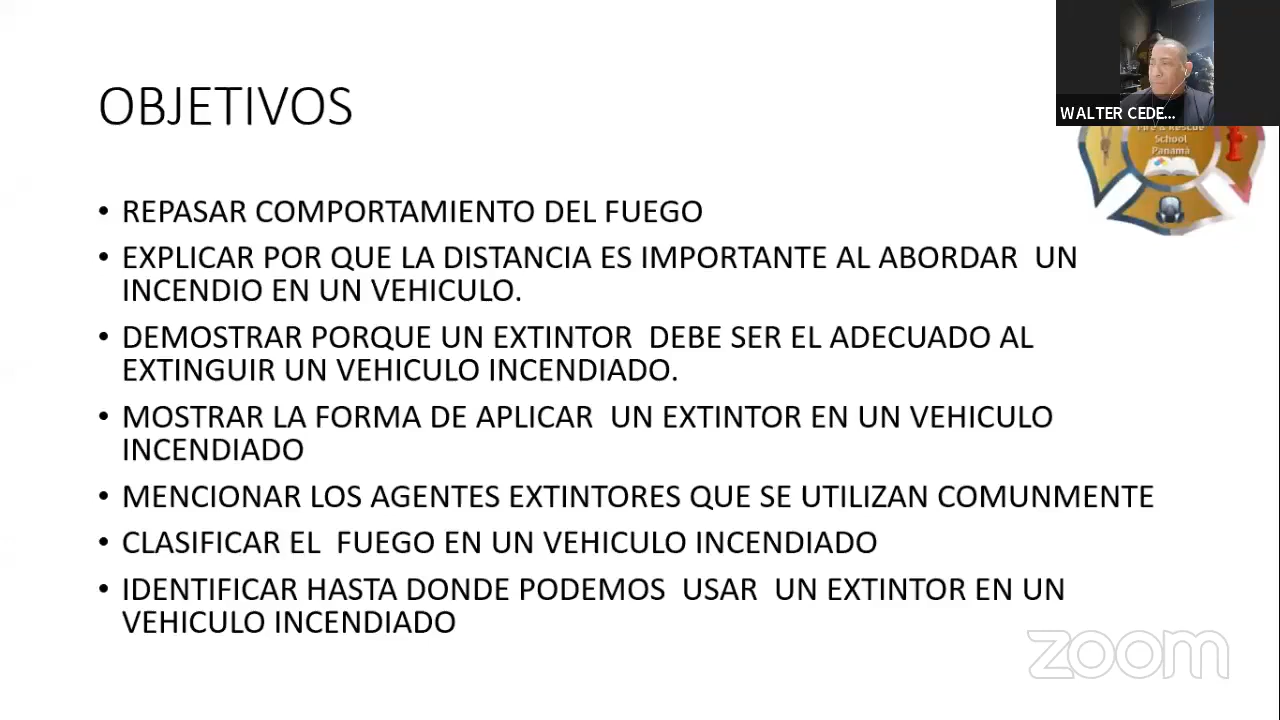 OBJETIVOS
WALTER CEDE...
Fire & Rescue
School
Panamá
• REPASAR COMPORTAMIENTO DEL FUEGO
• EXPLICAR POR QUE LA DISTANCIA ES IMPORTANTE AL ABORDAR UN
INCENDIO EN UN VEHICULO.
• DEMOSTRAR PORQUE UN EXTINTOR DEBE SER EL ADECUADO AL
EXTINGUIR UN VEHICULO INCENDIADO.
• MOSTRAR LA FORMA DE APLICAR UN EXTINTOR EN UN VEHICULO
INCENDIADO
• MENCIONAR LOS AGENTES EXTINTORES QUE SE UTILIZAN COMUNMENTE
• CLASIFICAR EL FUEGO EN UN VEHICULO INCENDIADO
• IDENTIFICAR HASTA DONDE PODEMOS USAR UN EXTINTOR EN UN
VEHICULO INCENDIADO
zoom